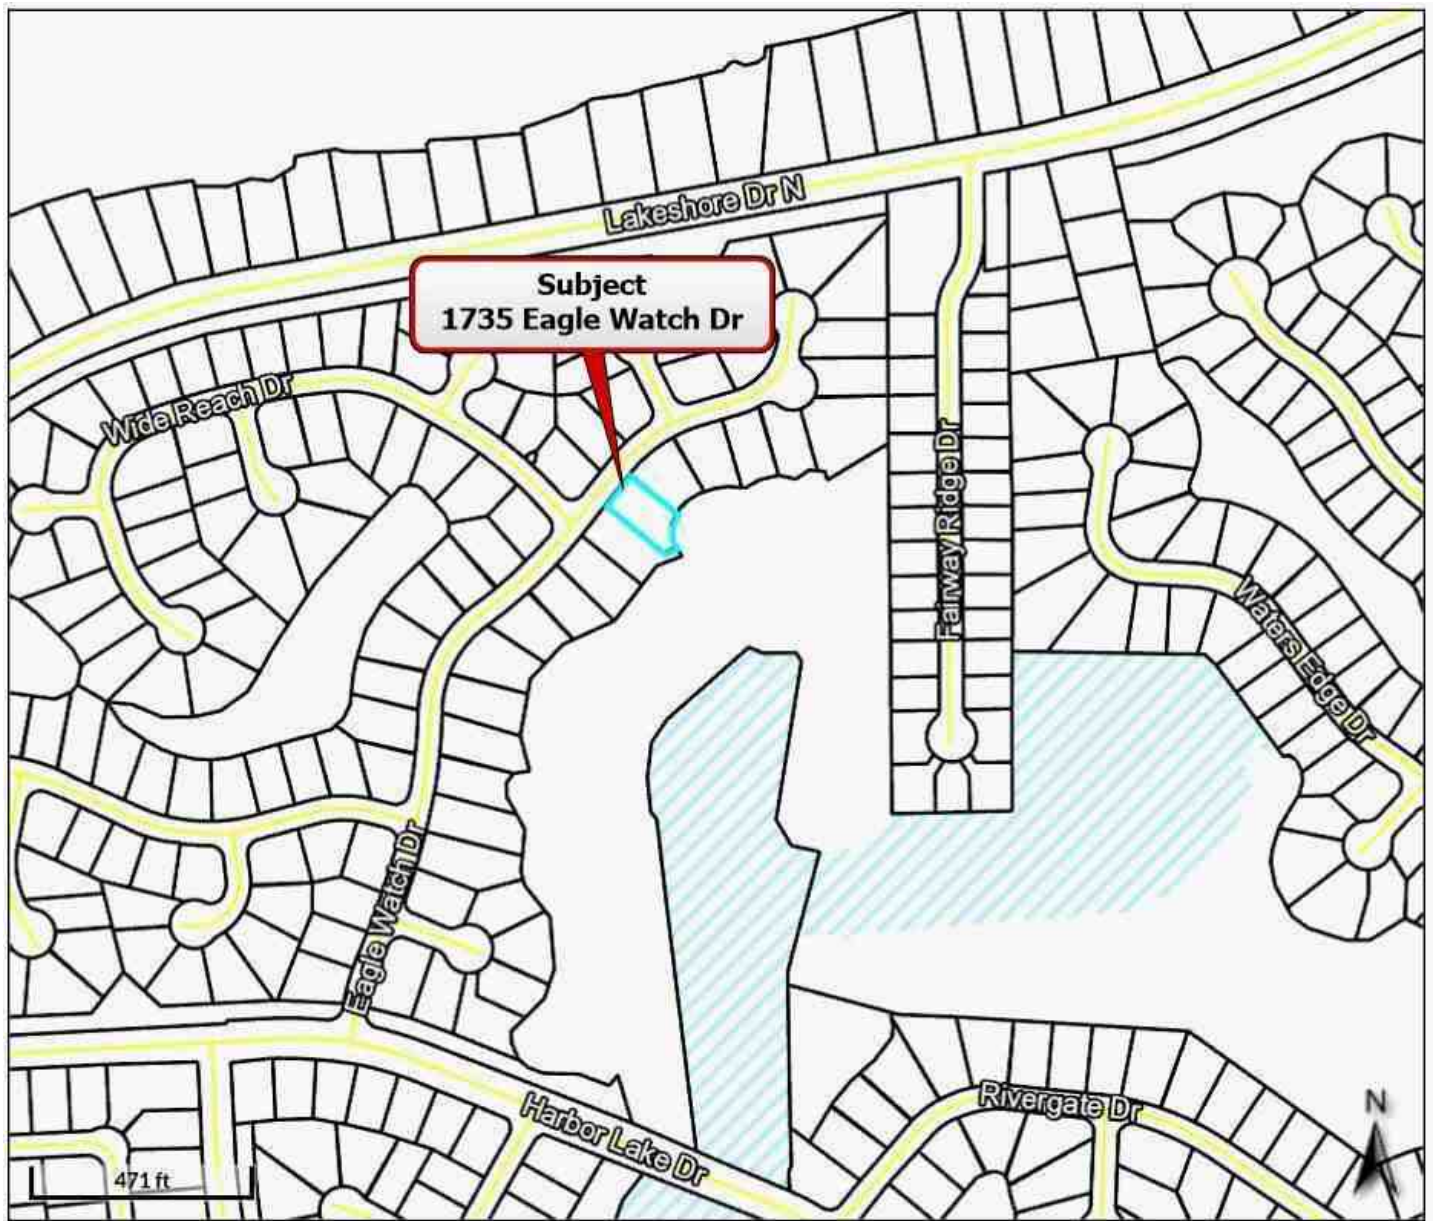 Lakeshore Dr N
Subject
1735 Eagle Watch Dr
Wide Reach Dr
Fairway Ridge Dr
Waters Edge Dr
Eagle Watch Dr
Rivergate Dr
Harbor Lake Dr
N
471 ft